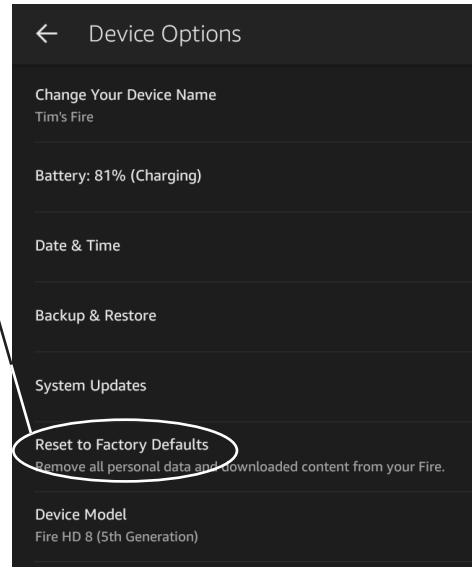 Device Options
Change Your Device Name
Tim's Fire
Battery: 81% (Charging)
Date & Time
Backup & Restore
System Updates
Reset to Factory Defaults
Remove all personal data and downloaded content from your Fire.
Device Model
Fire HD 8 (5th Generation)